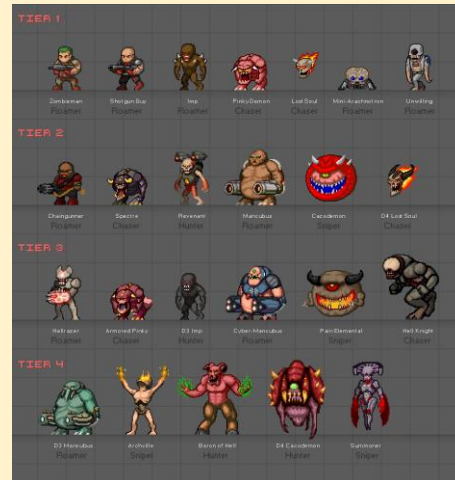 TIER 1
Zombieman Shotgun Guy Imp Pinky Demon Lost Soul Mini-Arachnotron Unwilling
Roamer Roamer Roamer Chaser Chaser Roamer Roamer
TIER 2
Chaingunner Spectre Revenant Mancubus Cacodemon D4 Lost Soul
Roamer Chaser Hunter Roamer Sniper Chaser
TIER 3
Hellrazer Armored Pinky D3 Imp Cyber-Mancubus Pain Elemental Hell Knight
Roamer Chaser Hunter Roamer Sniper Chaser
TIER 4
D3 Mancubus Archvile Baron of Hell D4 Cacodemon Summoner
Roamer Sniper Hunter Hunter Sniper